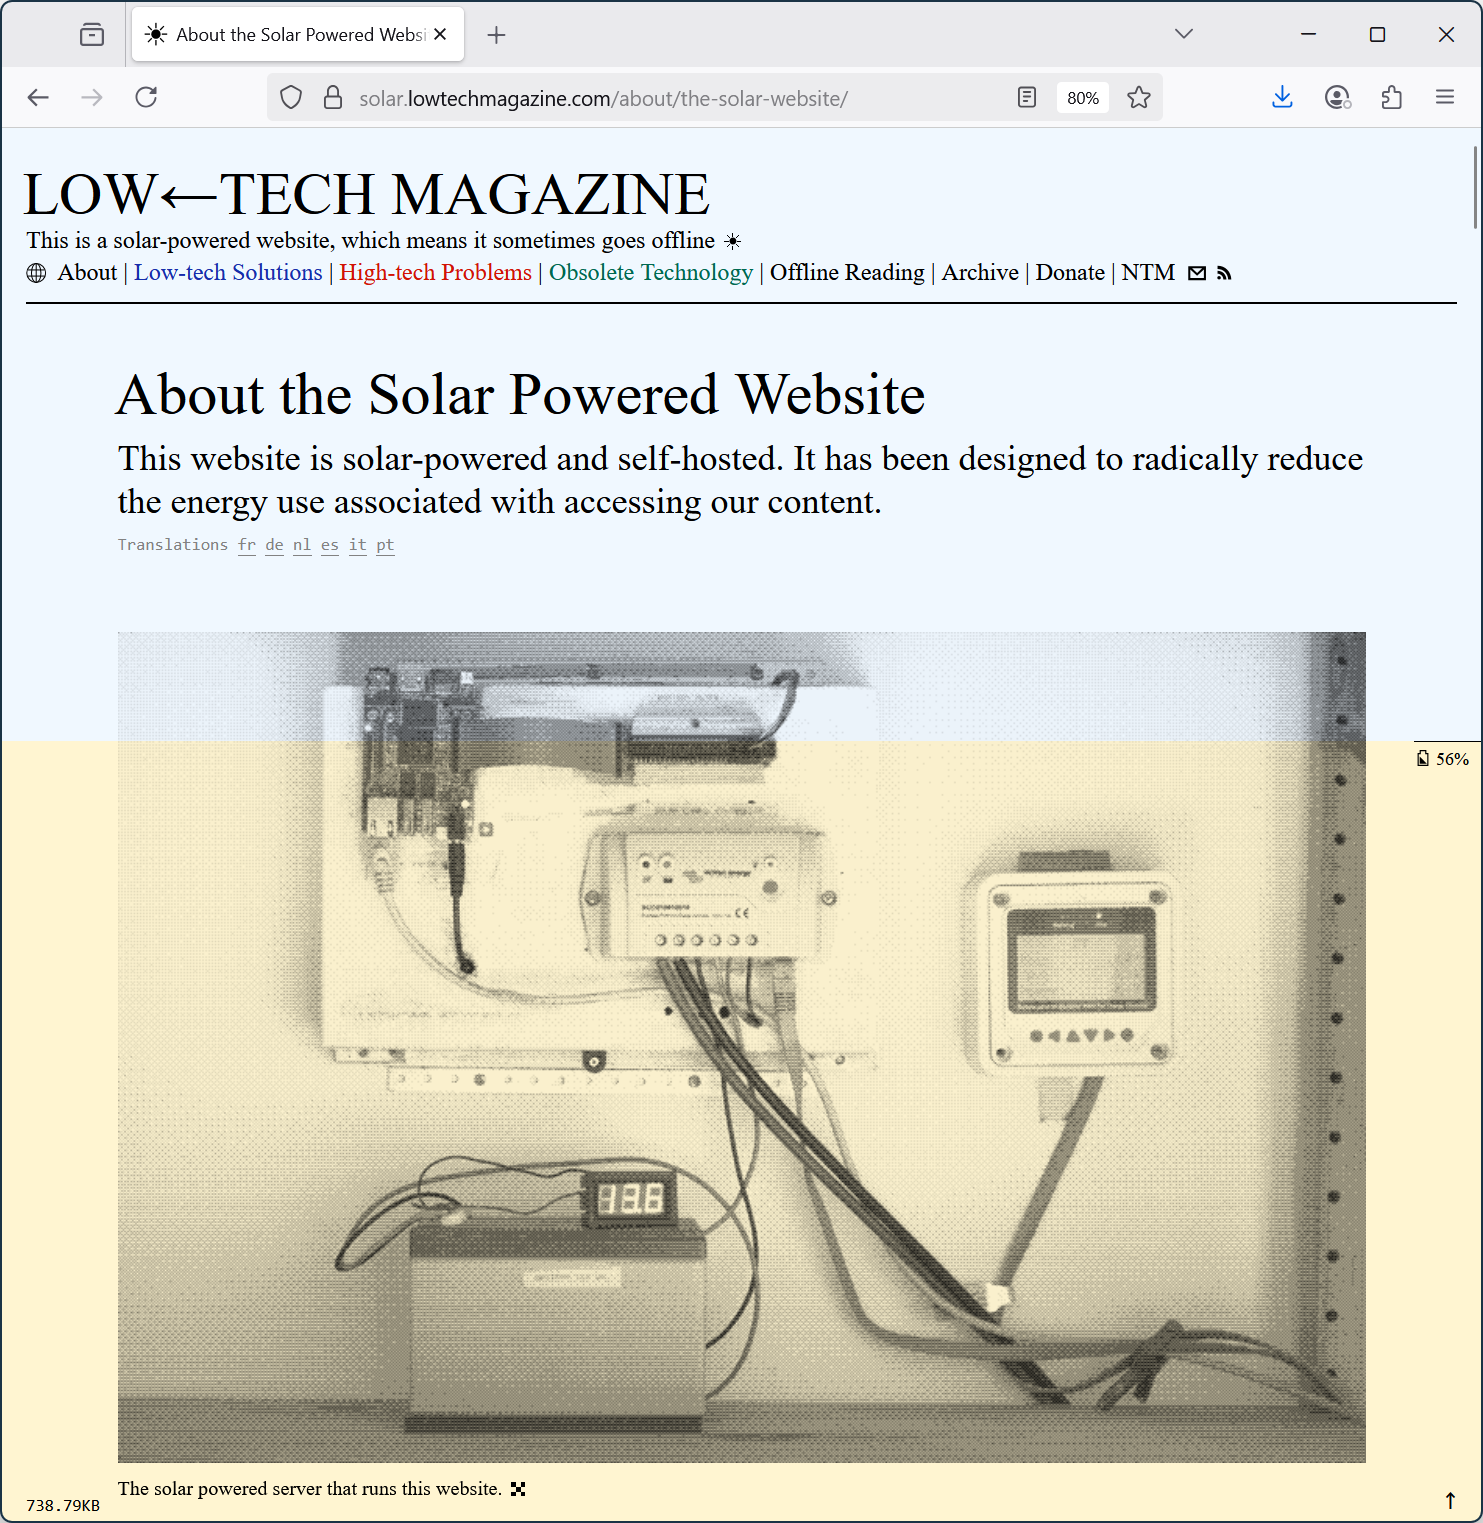 About the Solar Powered Websi
solar.lowtechmagazine.com/about/the-solar-website/
80%
LOW←TECH MAGAZINE
This is a solar-powered website, which means it sometimes goes offline ☀
About | Low-tech Solutions | High-tech Problems | Obsolete Technology | Offline Reading | Archive | Donate | NTM
About the Solar Powered Website
This website is solar-powered and self-hosted. It has been designed to radically reduce
the energy use associated with accessing our content.
Translations fr de nl es it pt
56%
CE
13.6
The solar powered server that runs this website.
738.79KB
↑